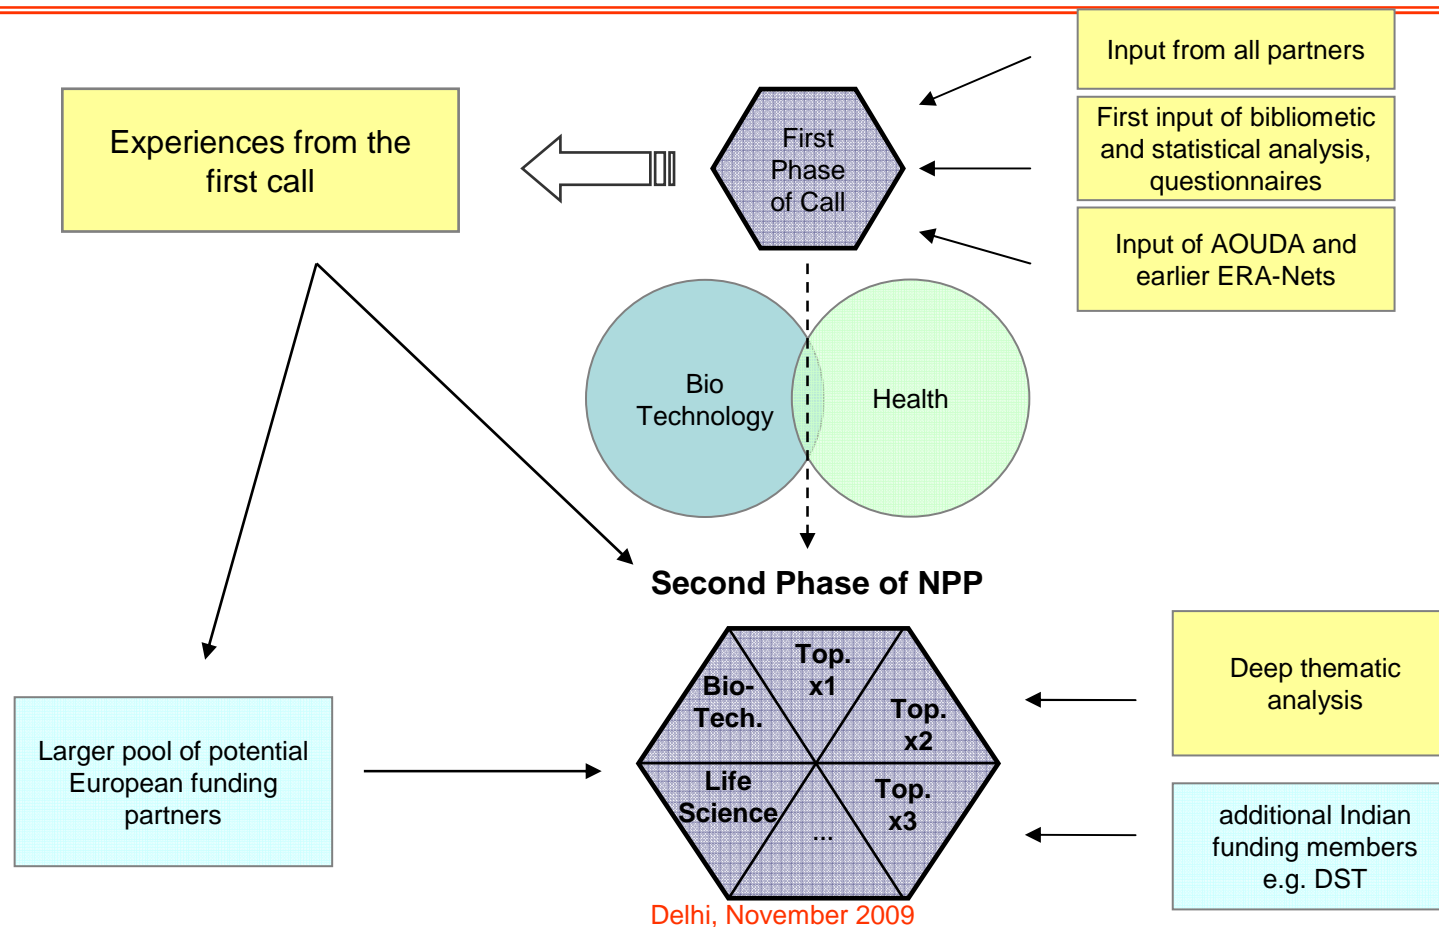 Input from all partners
First input of bibliometic
and statistical analysis,
questionnaires
Input of AOUDA and
earlier ERA-Nets
First
Phase
of Call
Experiences from the
first call
Bio
Technology
Health
Second Phase of NPP
Top.
x1
Bio-
Tech.
Top.
x2
Life
Science
...
Top.
x3
Larger pool of potential
European funding
partners
Deep thematic
analysis
additional Indian
funding members
e.g. DST
Delhi, November 2009